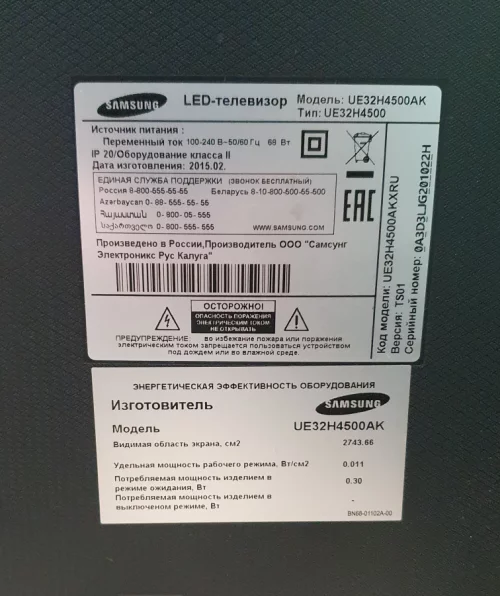 SAMSUNG LED-телевизор Модель: UE32H4500AK
Тип: UE32H4500
Источник питания :
Переменный ток 100-240 В~50/60 Гц 68 Вт
IP 20/Оборудование класса II
Дата изготовления: 2015.02.
ЕДИНАЯ СЛУЖБА ПОДДЕРЖКИ (ЗВОНОК БЕСПЛАТНЫЙ)
Россия 8-800-555-55-55 Беларусь 8-10-800-500-55-500
Azərbaycan 0-88-555-55-55
Հայաստան 0-800-05-555
საქართველო 0-800-555-555 WWW.SAMSUNG.COM
EAC
Произведено в России,Производитель ООО "Самсунг
Электроникс Рус Калуга"
ОСТОРОЖНО!
ОПАСНОСТЬ ПОРАЖЕНИЯ
ЭЛЕКТРИЧЕСКИМ ТОКОМ
НЕ ОТКРЫВАТЬ
ПРЕДУПРЕЖДЕНИЕ во избежание пожара или поражения
электрическим током запрещается пользоваться устройством
под дождем или во влажной среде.
Код модели: UE32H4500AKXRU
Версия: TS01
Серийный номер: 0A3D3LJG201022H
ЭНЕРГЕТИЧЕСКАЯ ЭФФЕКТИВНОСТЬ ОБОРУДОВАНИЯ
Изготовитель SAMSUNG
Модель UE32H4500AK
Видимая область экрана, см2 2743.66
Удельная мощность рабочего режима, Вт/см2 0.011
Потребляемая мощность изделием в
режиме ожидания, Вт 0.30
Потребляемая мощность изделием в
выключеном режиме, Вт -
BN68-01102A-00